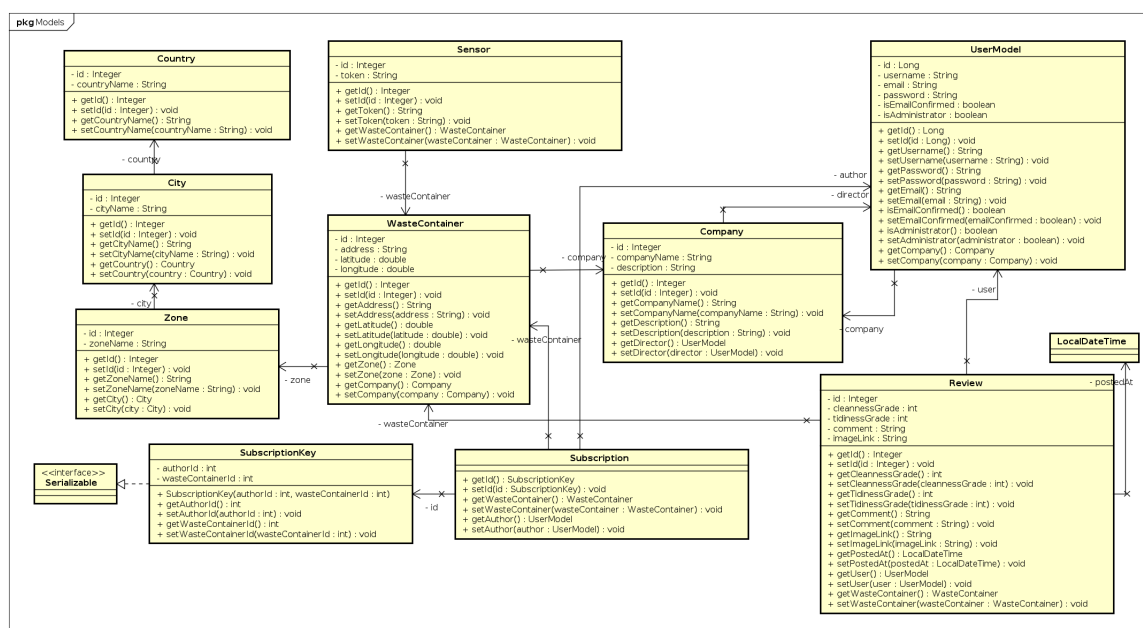 pkg Models
Country
- id : Integer
- countryName : String
+ getId() : Integer
+ setId(id : Integer) : void
+ getCountryName() : String
+ setCountryName(countryName : String) : void
- country
City
- id : Integer
- cityName : String
+ getId() : Integer
+ setId(id : Integer) : void
+ getCityName() : String
+ setCityName(cityName : String) : void
+ getCountry() : Country
+ setCountry(country : Country) : void
- city
Zone
- id : Integer
- zoneName : String
+ getId() : Integer
+ setId(id : Integer) : void
+ getZoneName() : String
+ setZoneName(zoneName : String) : void
+ getCity() : City
+ setCity(city : City) : void
- zone
Sensor
- id : Integer
- token : String
+ getId() : Integer
+ setId(id : Integer) : void
+ getToken() : String
+ setToken(token : String) : void
+ getWasteContainer() : WasteContainer
+ setWasteContainer(wasteContainer : WasteContainer) : void
- wasteContainer
WasteContainer
- id : Integer
- address : String
- latitude : double
- longitude : double
+ getId() : Integer
+ setId(id : Integer) : void
+ getAddress() : String
+ setAddress(address : String) : void
+ getLatitude() : double
+ setLatitude(latitude : double) : void
+ getLongitude() : double
+ setLongitude(longitude : double) : void
+ getZone() : Zone
+ setZone(zone : Zone) : void
+ getCompany() : Company
+ setCompany(company : Company) : void
- company
- wasteContainer
- wasteContainer
Company
- id : Integer
- companyName : String
- description : String
+ getId() : Integer
+ setId(id : Integer) : void
+ getCompanyName() : String
+ setCompanyName(companyName : String) : void
+ getDescription() : String
+ setDescription(description : String) : void
+ getDirector() : UserModel
+ setDirector(director : UserModel) : void
- author
- director
UserModel
- id : Long
- username : String
- email : String
- password : String
- isEmailConfirmed : boolean
- isAdministrator : boolean
+ getId() : Long
+ setId(id : Long) : void
+ getUsername() : String
+ setUsername(username : String) : void
+ getPassword() : String
+ setPassword(password : String) : void
+ getEmail() : String
+ setEmail(email : String) : void
+ isEmailConfirmed() : boolean
+ setEmailConfirmed(emailConfirmed : boolean) : void
+ isAdministrator() : boolean
+ setAdministrator(administrator : boolean) : void
+ getCompany() : Company
+ setCompany(company : Company) : void
- user
- company
LocalDateTime
- postedAt
Review
- id : Integer
- cleannessGrade : int
- tidinessGrade : int
- comment : String
- imageLink : String
+ getId() : Integer
+ setId(id : Integer) : void
+ getCleannessGrade() : int
+ setCleannessGrade(cleannessGrade : int) : void
+ getTidinessGrade() : int
+ setTidinessGrade(tidinessGrade : int) : void
+ getComment() : String
+ setComment(comment : String) : void
+ getImageLink() : String
+ setImageLink(imageLink : String) : void
+ getPostedAt() : LocalDateTime
+ setPostedAt(postedAt : LocalDateTime) : void
+ getUser() : UserModel
+ setUser(user : UserModel) : void
+ getWasteContainer() : WasteContainer
+ setWasteContainer(wasteContainer : WasteContainer) : void
<<interface>>
Serializable
SubscriptionKey
- authorId : int
- wasteContainerId : int
+ SubscriptionKey(authorId : int, wasteContainerId : int)
+ getAuthorId() : int
+ setAuthorId(authorId : int) : void
+ getWasteContainerId() : int
+ setWasteContainerId(wasteContainerId : int) : void
- id
Subscription
+ getId() : SubscriptionKey
+ setId(id : SubscriptionKey) : void
+ getWasteContainer() : WasteContainer
+ setWasteContainer(wasteContainer : WasteContainer) : void
+ getAuthor() : UserModel
+ setAuthor(author : UserModel) : void